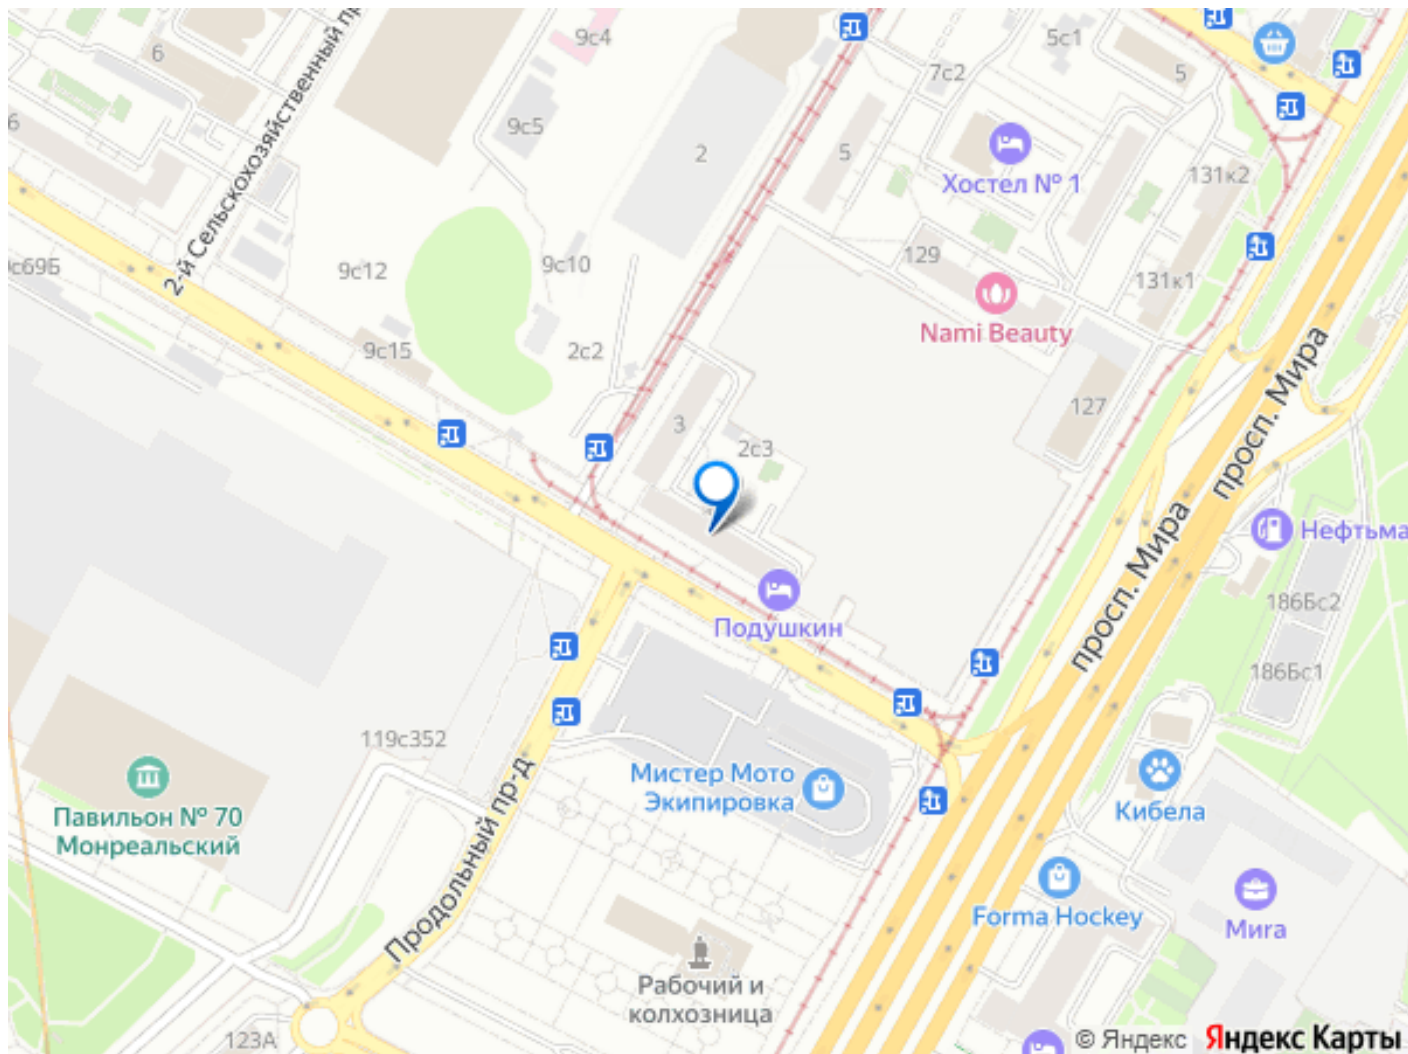 9с4
5с1
6
7с2
5
9с5
2
5
6
131к2
Хостел № 1
2-й Сельскохозяйственный пр
129
9с69Б
9с12
9с10
131к1
Nami Beauty
9с15
2с2
просп. Мира
127
3
2с3
просп. Мира
Нефтьма
186Бс2
Подушкин
186Бс1
119с352
Мистер Мото
Экипировка
Кибела
Павильон № 70
Монреальский
Продольный пр-д
Forma Hockey
Мига
Рабочий и
колхозница
123А
© Яндекс Яндекс Карты